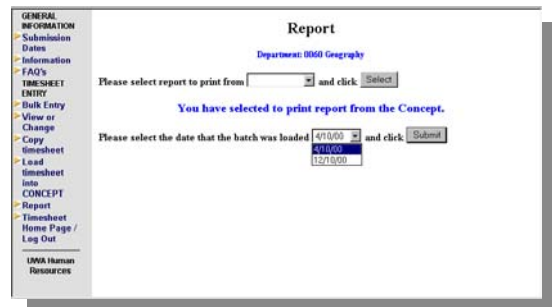 GENERAL
INFORMATION
Submission
Dates
Information
FAQ's
TIMESHEET
ENTRY
Bulk Entry
View or
Change
Copy
timesheet
Load
timesheet
into
CONCEPT
Report
Timesheet
Home Page /
Log Out
UWA Human
Resources
Report
Department: 0060 Geography
Please select report to print from and click Select
You have selected to print report from the Concept.
Please select the date that the batch was loaded 4/10/00 and click Submit
4/10/00
12/10/00